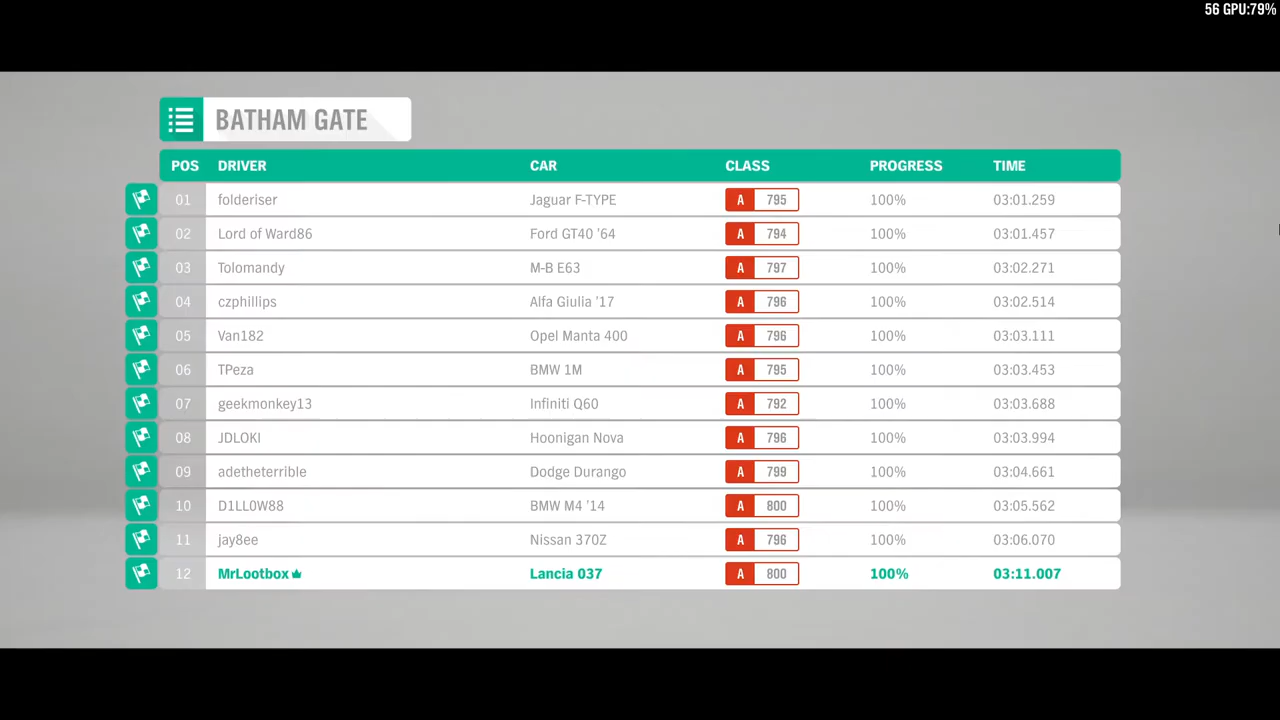 56 GPU:79%
BATHAM GATE
POS DRIVER CAR CLASS PROGRESS TIME
01 folderiser Jaguar F-TYPE A 795 100% 03:01.259
02 Lord of Ward86 Ford GT40 '64 A 794 100% 03:01.457
03 Tolomandy M-B E63 A 797 100% 03:02.271
04 czphillips Alfa Giulia '17 A 796 100% 03:02.514
05 Van182 Opel Manta 400 A 796 100% 03:03.111
06 TPeza BMW 1M A 795 100% 03:03.453
07 geekmonkey13 Infiniti Q60 A 792 100% 03:03.688
08 JDLOKI Hoonigan Nova A 796 100% 03:03.994
09 adetheterrible Dodge Durango A 799 100% 03:04.661
10 D1LL0W88 BMW M4 '14 A 800 100% 03:05.562
11 jay8ee Nissan 370Z A 796 100% 03:06.070
12 MrLootbox Lancia 037 A 800 100% 03:11.007